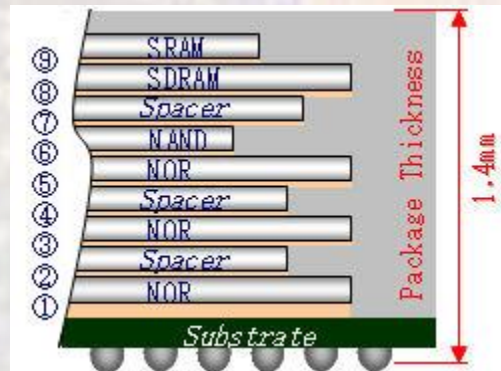 ⑨ SRAM
⑧ SDRAM
⑦ Spacer
⑥ NAND
⑤ NOR
④ Spacer
③ NOR
② Spacer
① NOR
Substrate
Package Thickness
1.4mm